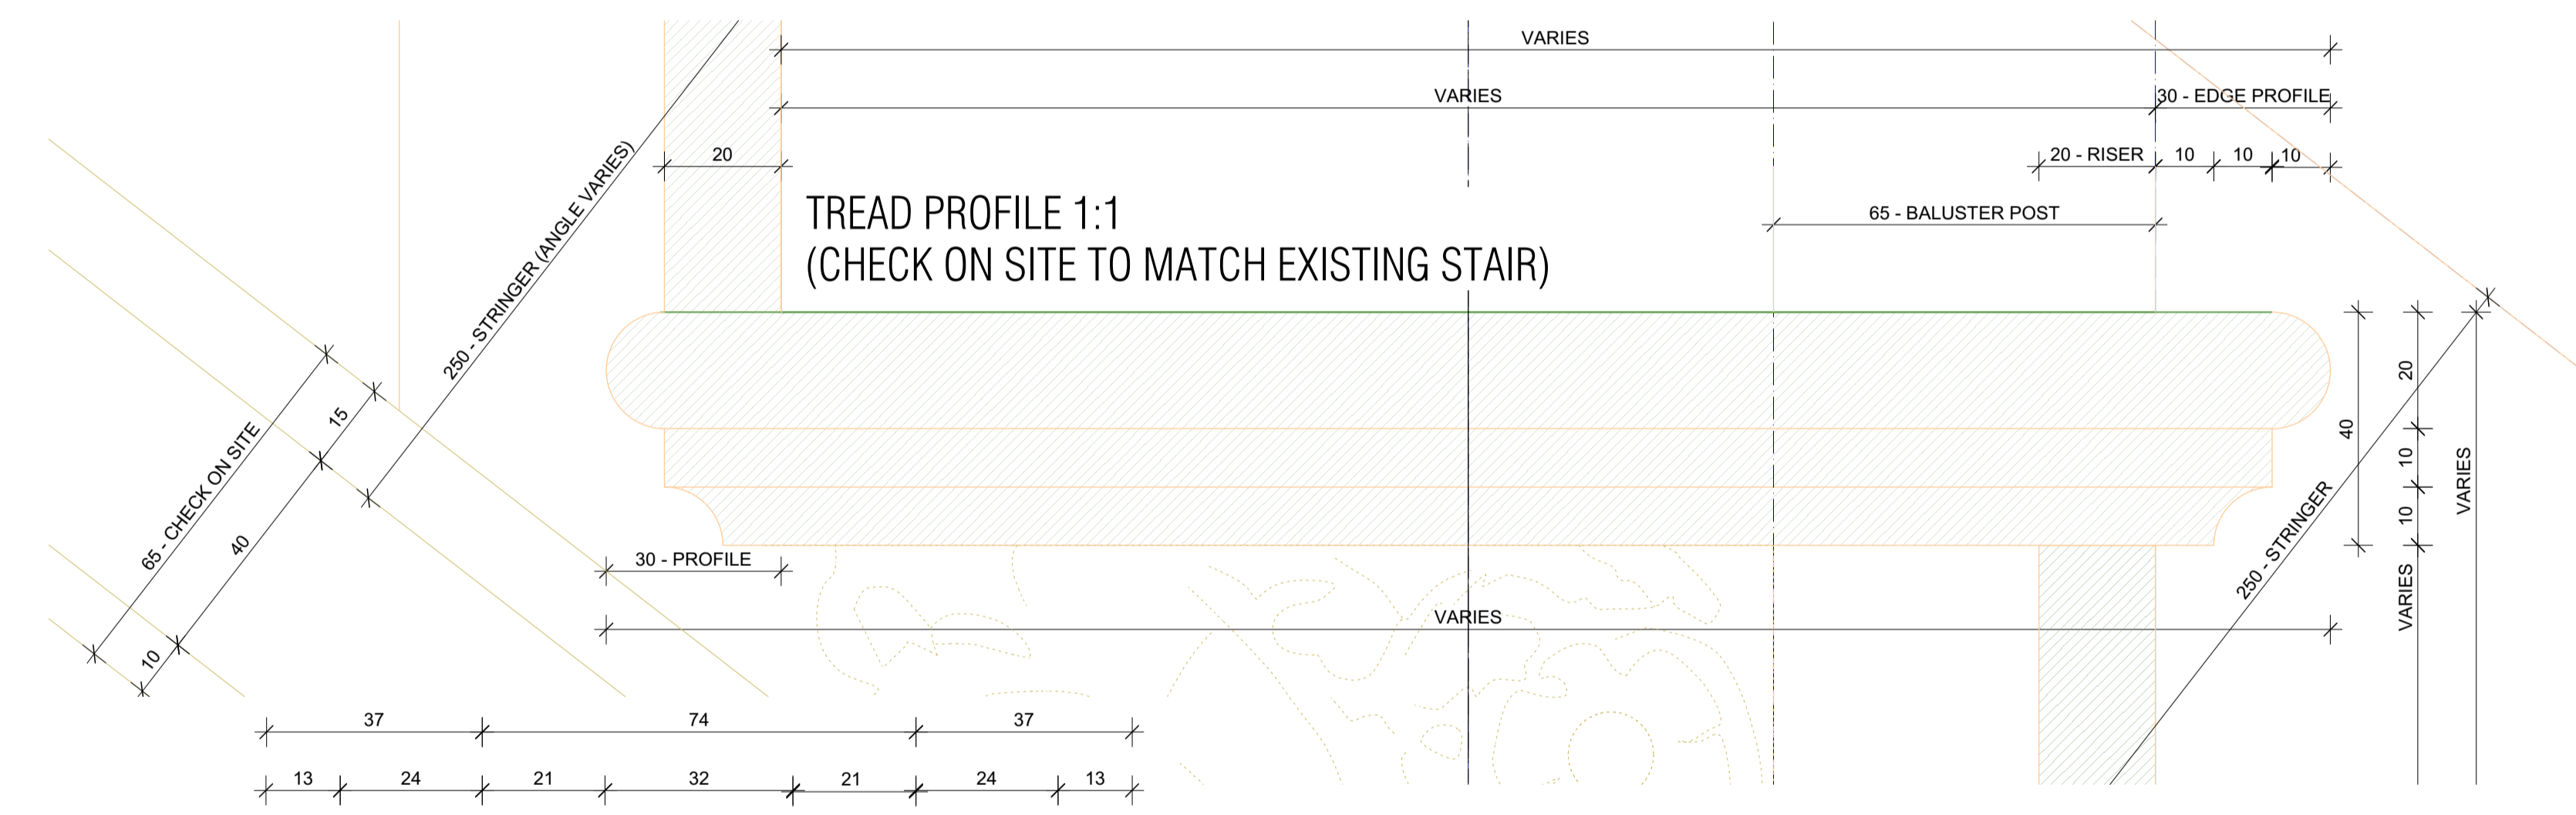 VARIES
VARIES
30 - EDGE PROFILE
20
20 - RISER
10
10
10
TREAD PROFILE 1:1
(CHECK ON SITE TO MATCH EXISTING STAIR)
65 - BALUSTER POST
250 - STRINGER (ANGLE VARIES)
65 - CHECK ON SITE
15
40
10
20
40
10
10
VARIES
VARIES
250 - STRINGER
30 - PROFILE
VARIES
37
74
37
13
24
21
32
21
24
13